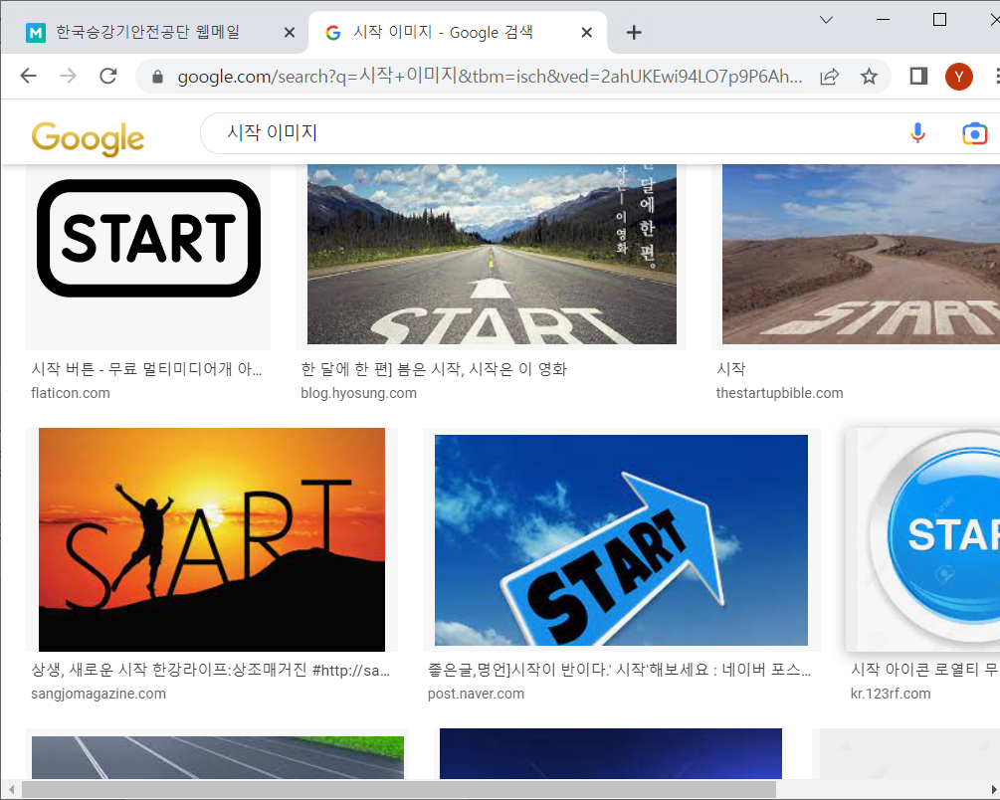 한국승강기안전공단 웹메일
시작 이미지 - Google 검색
google.com/search?q=시작+이미지&tbm=isch&ved=2ahUKEwi94LO7p9P6Ah...
Y
Google
시작 이미지
START
달에 한 편。
작은 이 영화
START
START
시작 버튼 - 무료 멀티미디어개 아...
한 달에 한 편] 봄은 시작, 시작은 이 영화
시작
flaticon.com
blog.hyosung.com
thestartupbible.com
START
START
STAR
상생, 새로운 시작 한강라이프:상조매거진 #http://sa...
좋은글,명언]시작이 반이다.' 시작'해보세요 : 네이버 포스...
시작 아이콘 로열티 무
sangjomagazine.com
post.naver.com
kr.123rf.com